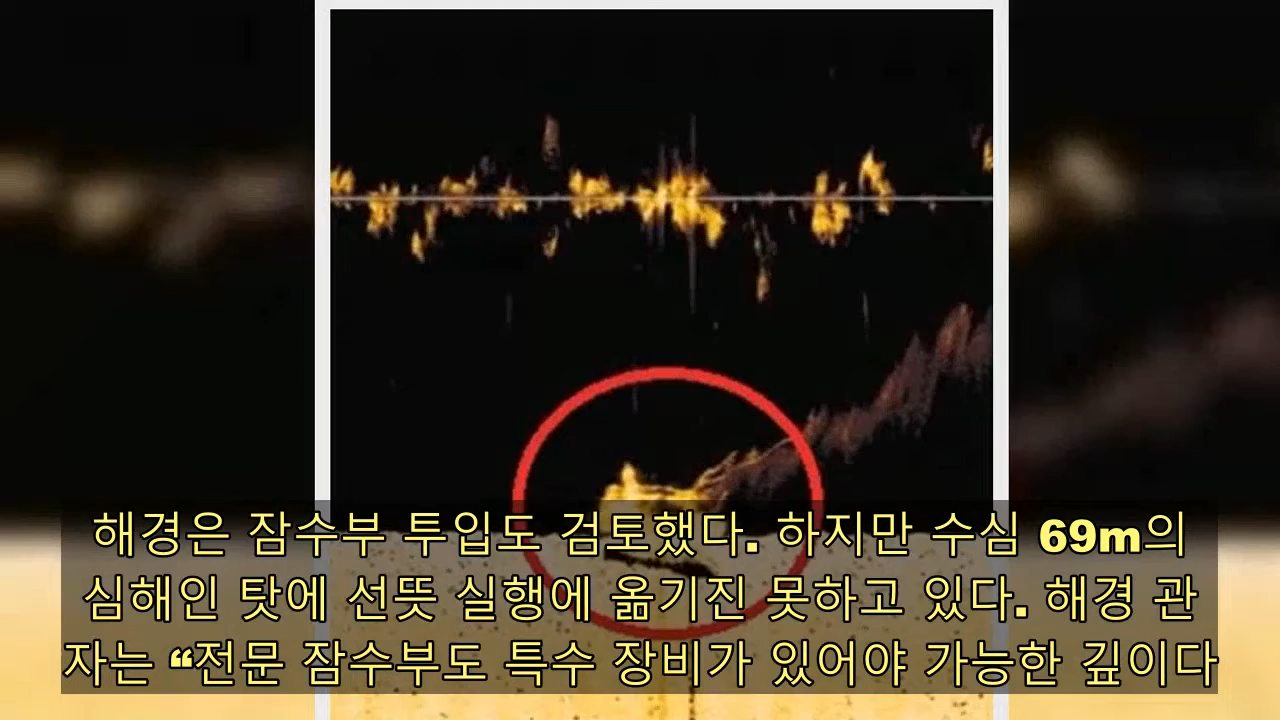 해경은 잠수부 투입도 검토했다. 하지만 수심 69m의
심해인 탓에 선뜻 실행에 옮기진 못하고 있다. 해경 관
자는 “전문 잠수부도 특수 장비가 있어야 가능한 깊이다